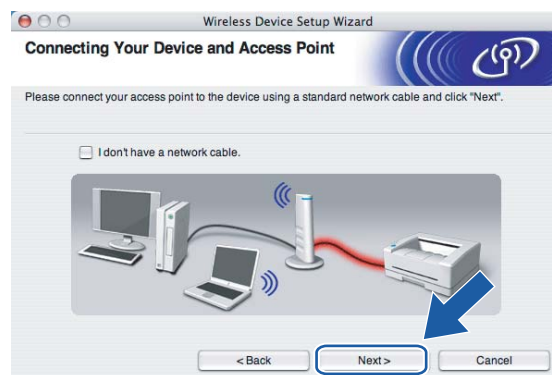 Wireless Device Setup Wizard
Connecting Your Device and Access Point
Please connect your access point to the device using a standard network cable and click "Next".
I don't have a network cable.
< Back
Next >
Cancel